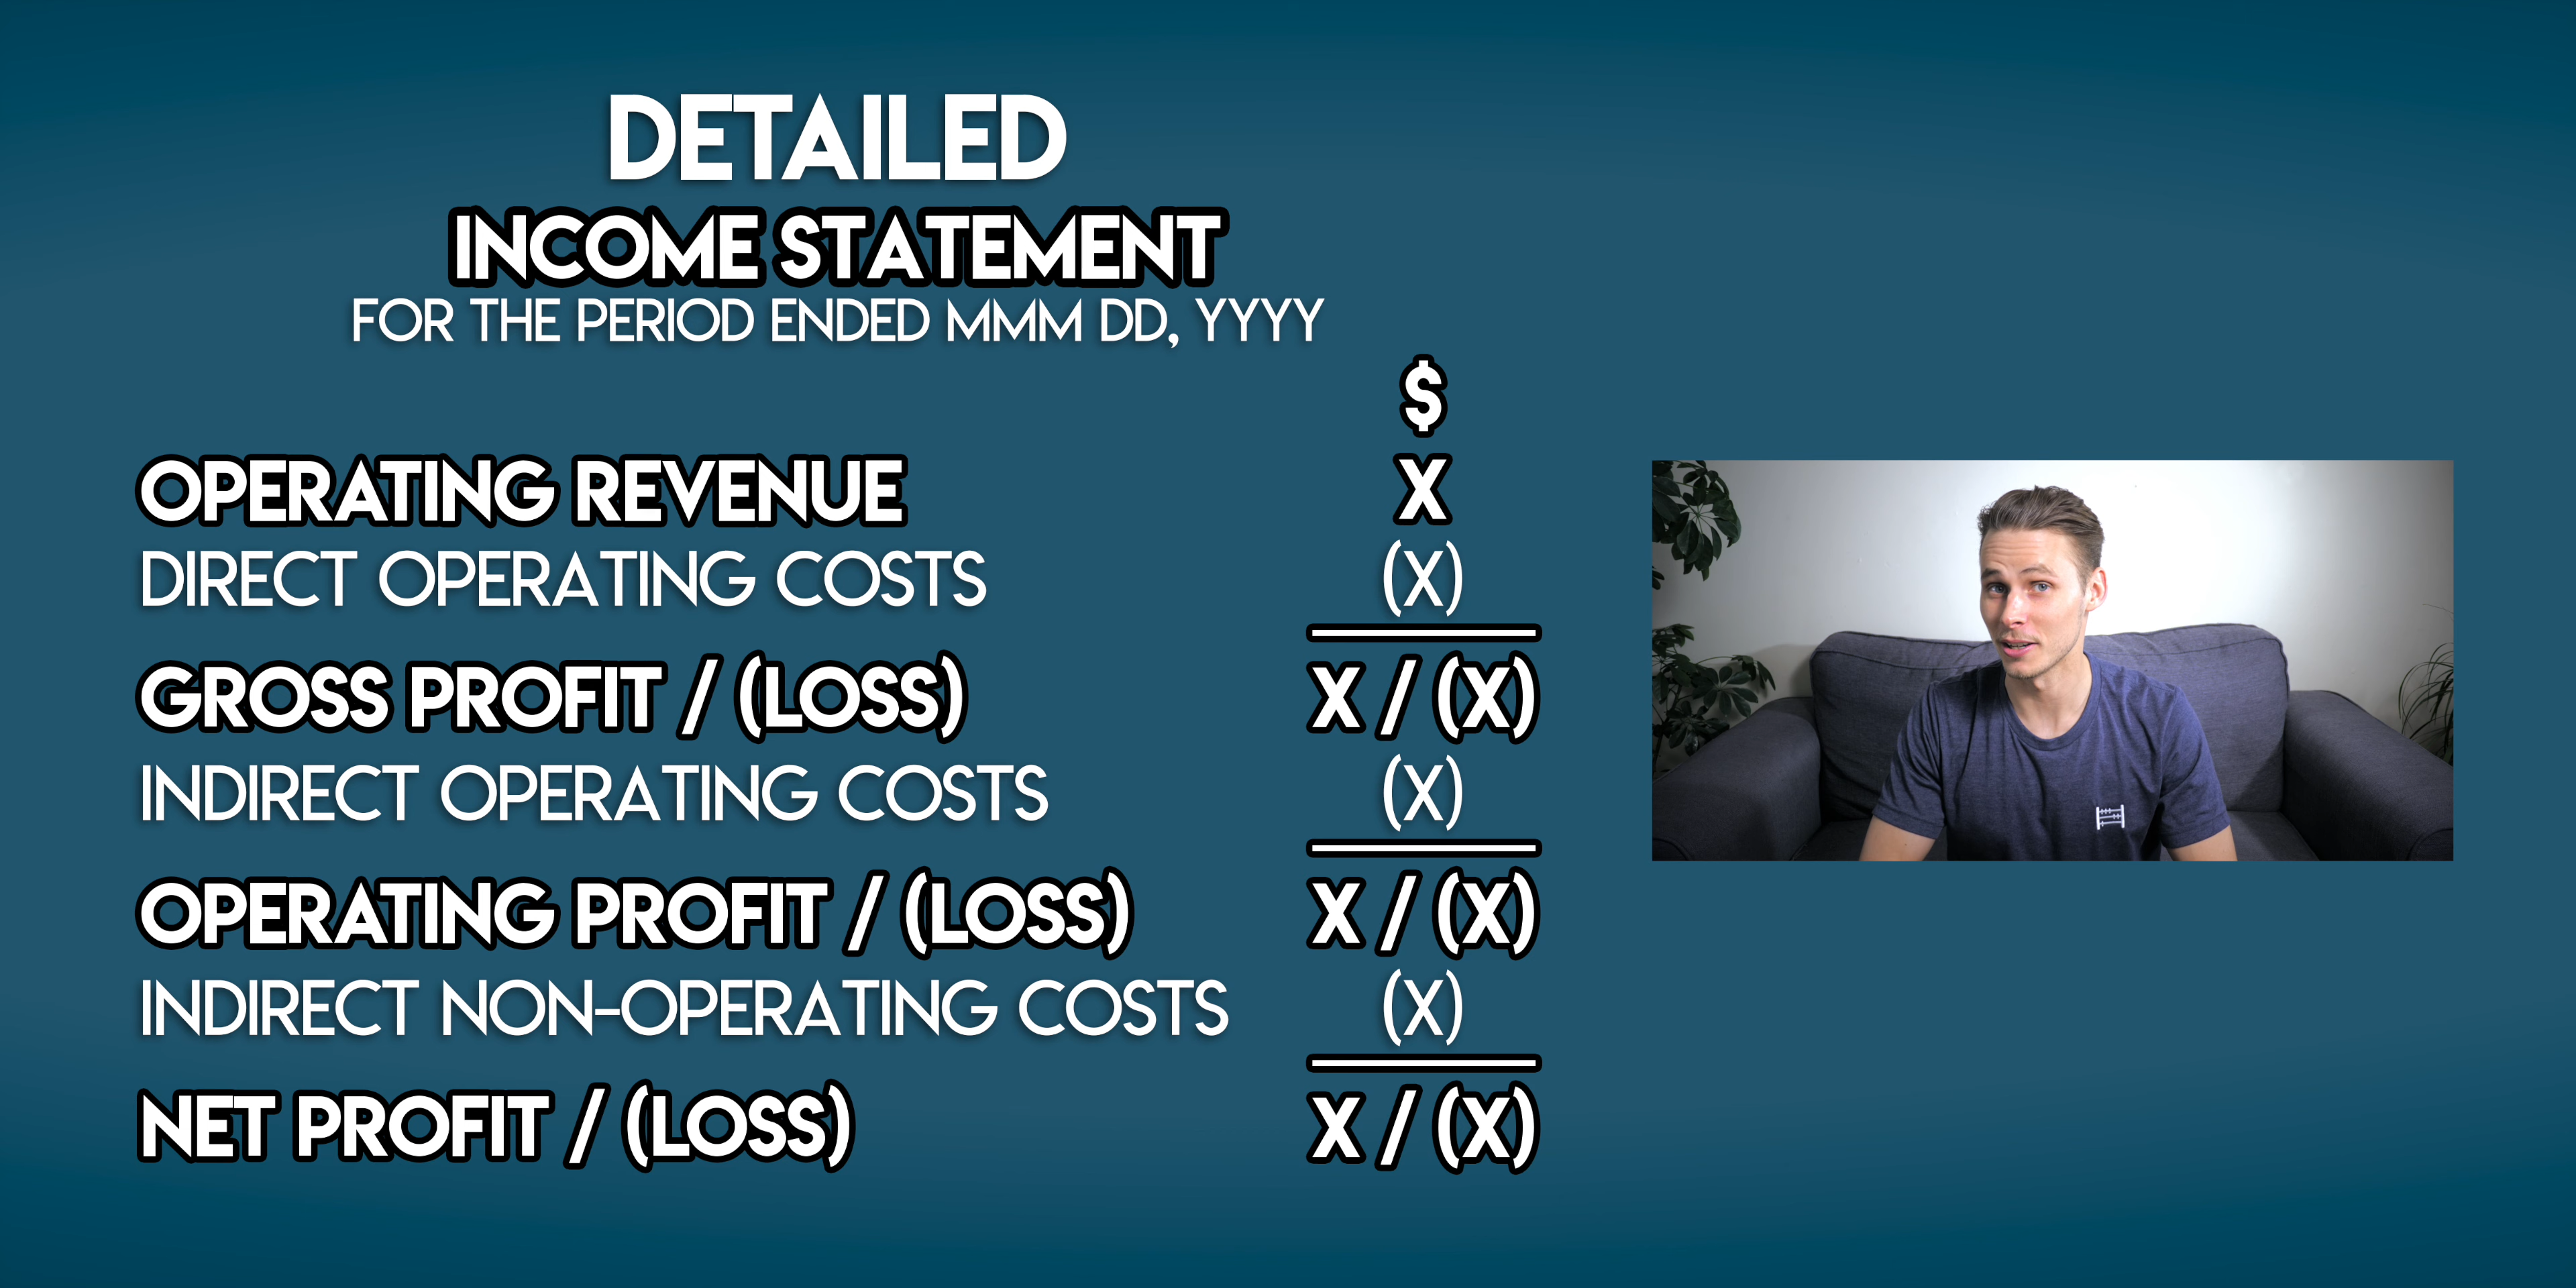 DETAILED
INCOME STATEMENT
FOR THE PERIOD ENDED MMM DD, YYYY
$
OPERATING REVENUE X
DIRECT OPERATING COSTS (X)
GROSS PROFIT / (LOSS) X / (X)
INDIRECT OPERATING COSTS (X)
OPERATING PROFIT / (LOSS) X / (X)
INDIRECT NON-OPERATING COSTS (X)
NET PROFIT / (LOSS) X / (X)